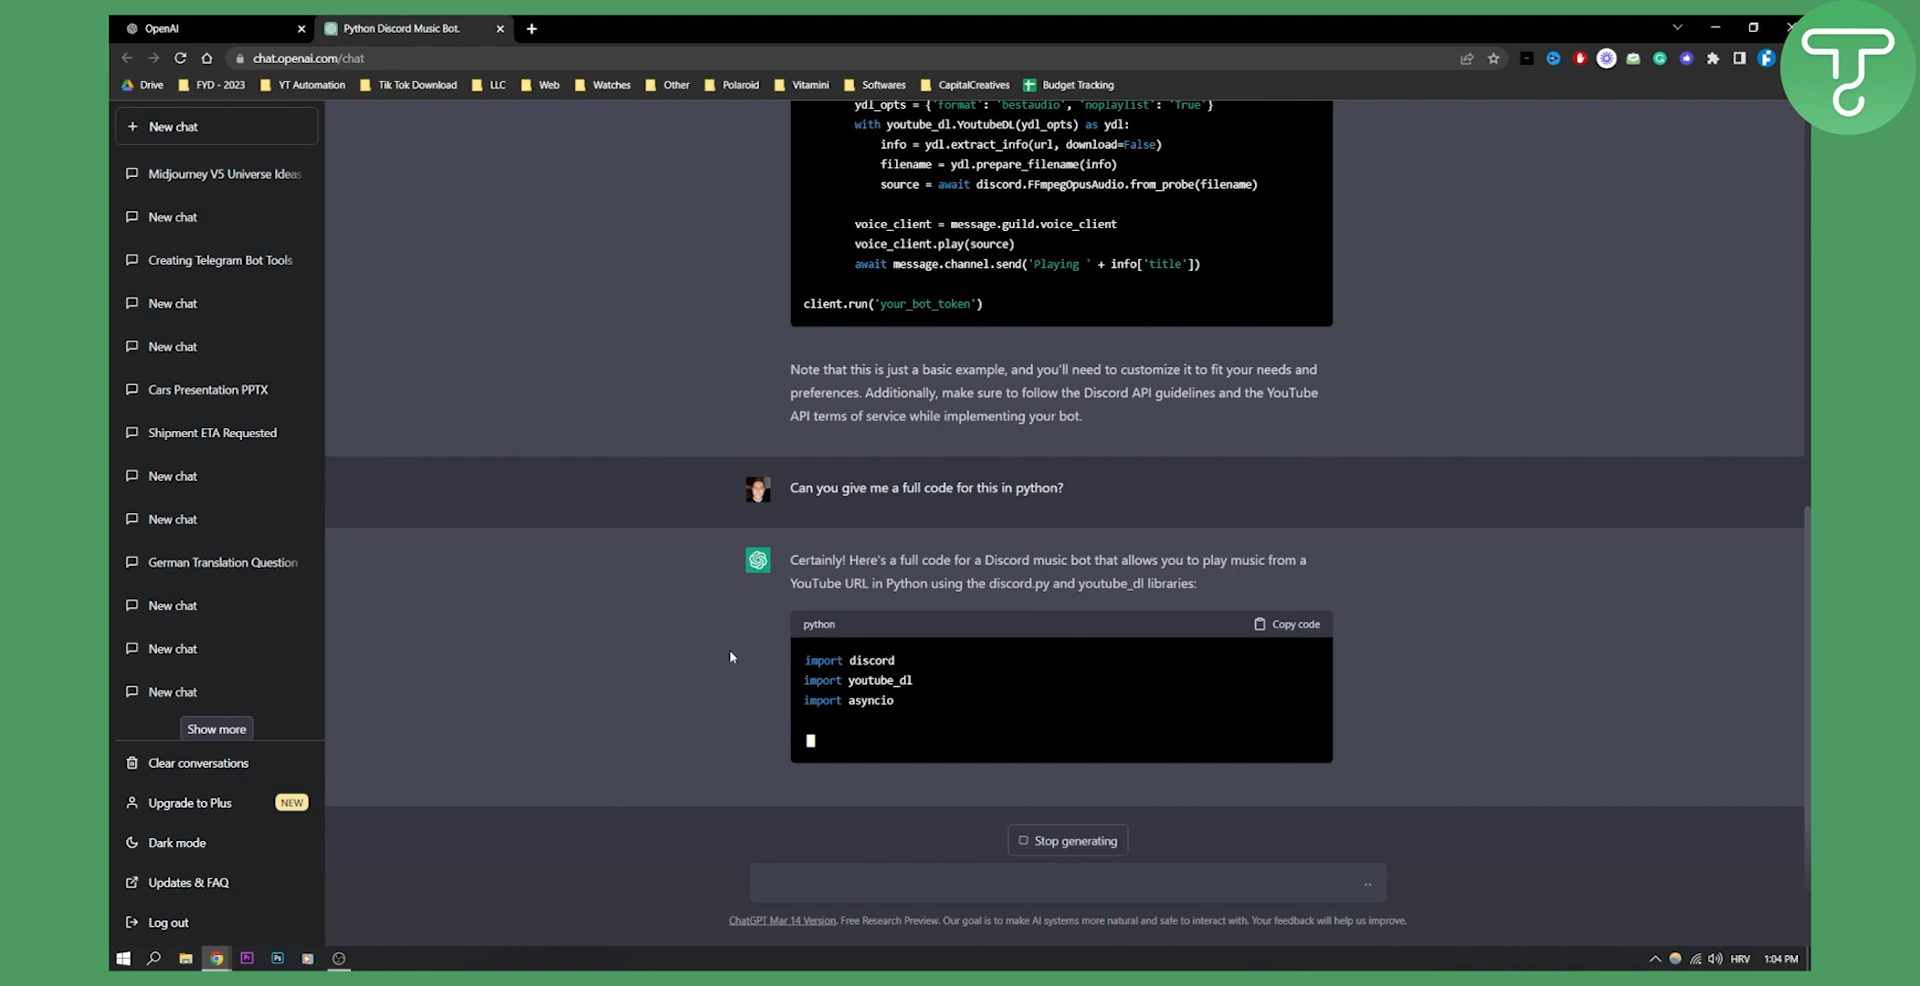 OpenAI
Python Discord Music Bot.
chat.openai.com/chat
Drive FYD - 2023 YT Automation Tik Tok Download LLC Web Watches Other Polaroid Vitamini Softwares CapitalCreatives Budget Tracking
New chat
Midjourney V5 Universe Ideas
New chat
Creating Telegram Bot Tools
New chat
New chat
Cars Presentation PPTX
Shipment ETA Requested
New chat
New chat
German Translation Question
New chat
New chat
New chat
Show more
Clear conversations
Upgrade to Plus NEW
Dark mode
Updates & FAQ
Log out
ydl_opts = {'format': 'bestaudio', 'noplaylist': 'True'}
with youtube_dl.YoutubeDL(ydl_opts) as ydl:
info = ydl.extract_info(url, download=False)
filename = ydl.prepare_filename(info)
source = await discord.FFmpegOpusAudio.from_probe(filename)
voice_client = message.guild.voice_client
voice_client.play(source)
await message.channel.send('Playing ' + info['title'])
client.run('your_bot_token')
Note that this is just a basic example, and you'll need to customize it to fit your needs and
preferences. Additionally, make sure to follow the Discord API guidelines and the YouTube
API terms of service while implementing your bot.
Can you give me a full code for this in python?
Certainly! Here's a full code for a Discord music bot that allows you to play music from a
YouTube URL in Python using the discord.py and youtube_dl libraries:
python Copy code
import discord
import youtube_dl
import asyncio
Stop generating
ChatGPT Mar 14 Version. Free Research Preview. Our goal is to make AI systems more natural and safe to interact with. Your feedback will help us improve.
HRV 1:04 PM